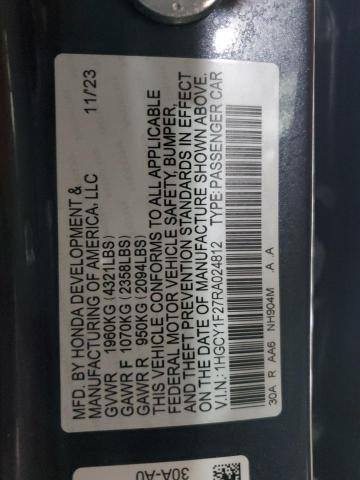 MFD. BY HONDA DEVELOPMENT &
MANUFACTURING OF AMERICA, LLC 11/23
GVWR 1960KG (4321LBS)
GAWR F 1070KG (2358LBS)
GAWR R 950KG (2094LBS)
THIS VEHICLE CONFORMS TO ALL APPLICABLE
FEDERAL MOTOR VEHICLE SAFETY, BUMPER,
AND THEFT PREVENTION STANDARDS IN EFFECT
ON THE DATE OF MANUFACTURE SHOWN ABOVE.
V.I.N.: 1HGCY1F27RA024812 TYPE: PASSENGER CAR
30A R AA6 NH904M A A
30A-A0